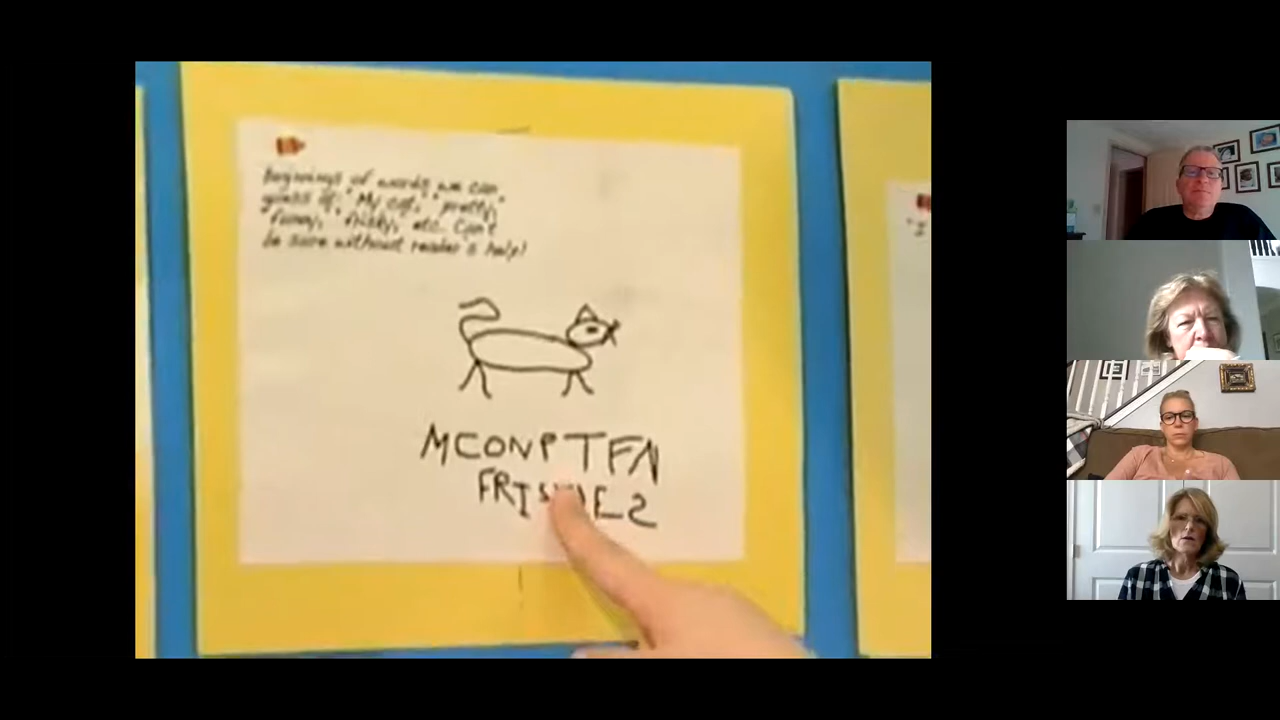 Beginnings of words we can
guess at: "My cat," "pretty,"
"funny," "frisky," etc. Can't
be sure without reader's help!
MCONPTFN
FRIS
"I